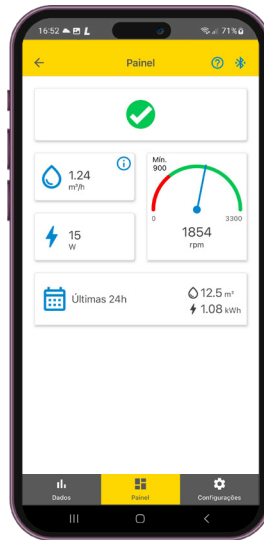 16:52
71%
Painel
1.24
m³/h
15
W
Mín.
900
0
3300
1854
rpm
Últimas 24h
12.5 m³
1.08 kWh
Dados
Painel
Configurações